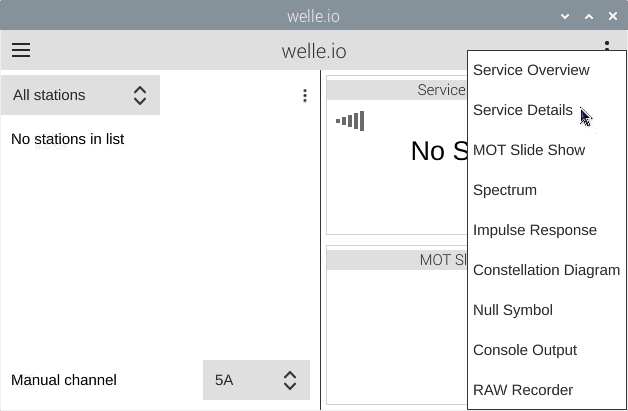 welle.io
welle.io
All stations
No stations in list
Manual channel
5A
Service
No S
MOT Sl
Service Overview
Service Details
MOT Slide Show
Spectrum
Impulse Response
Constellation Diagram
Null Symbol
Console Output
RAW Recorder